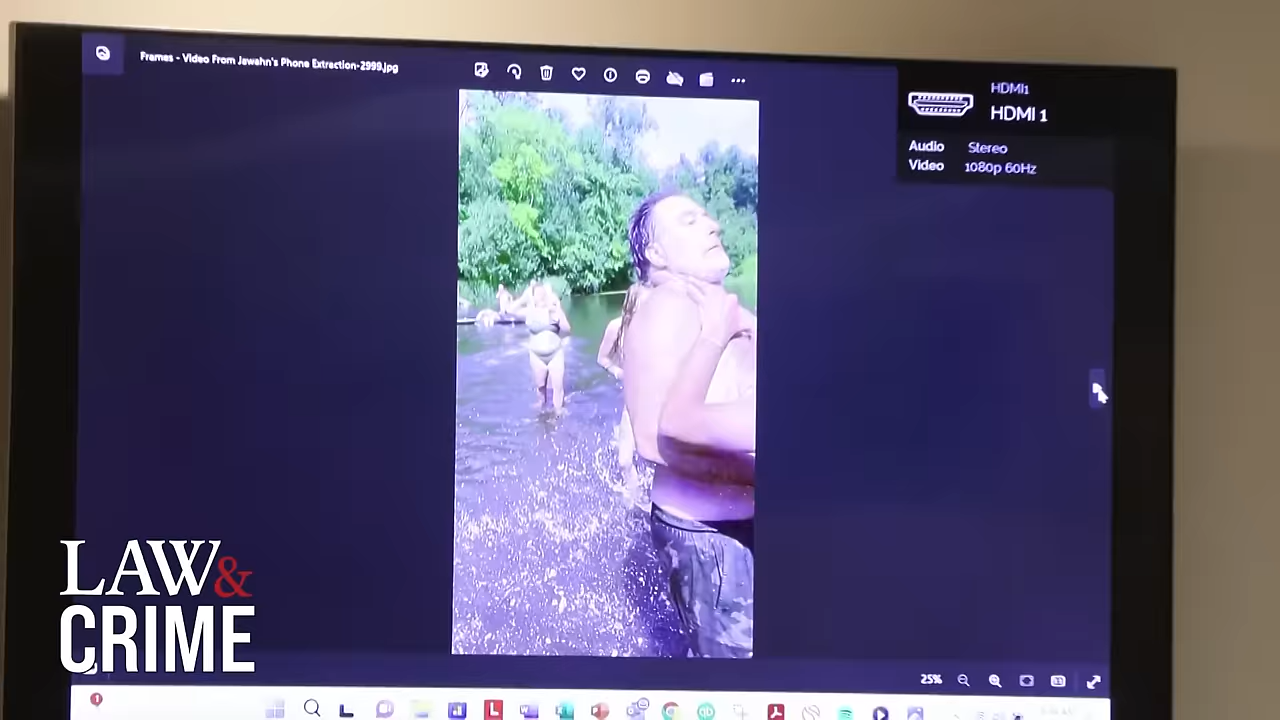 Frames - Video From Jawahn's Phone Extraction-2999.jpg
HDMI1
HDMI 1
Audio Stereo
Video 1080p 60Hz
LAW&
CRIME
25%